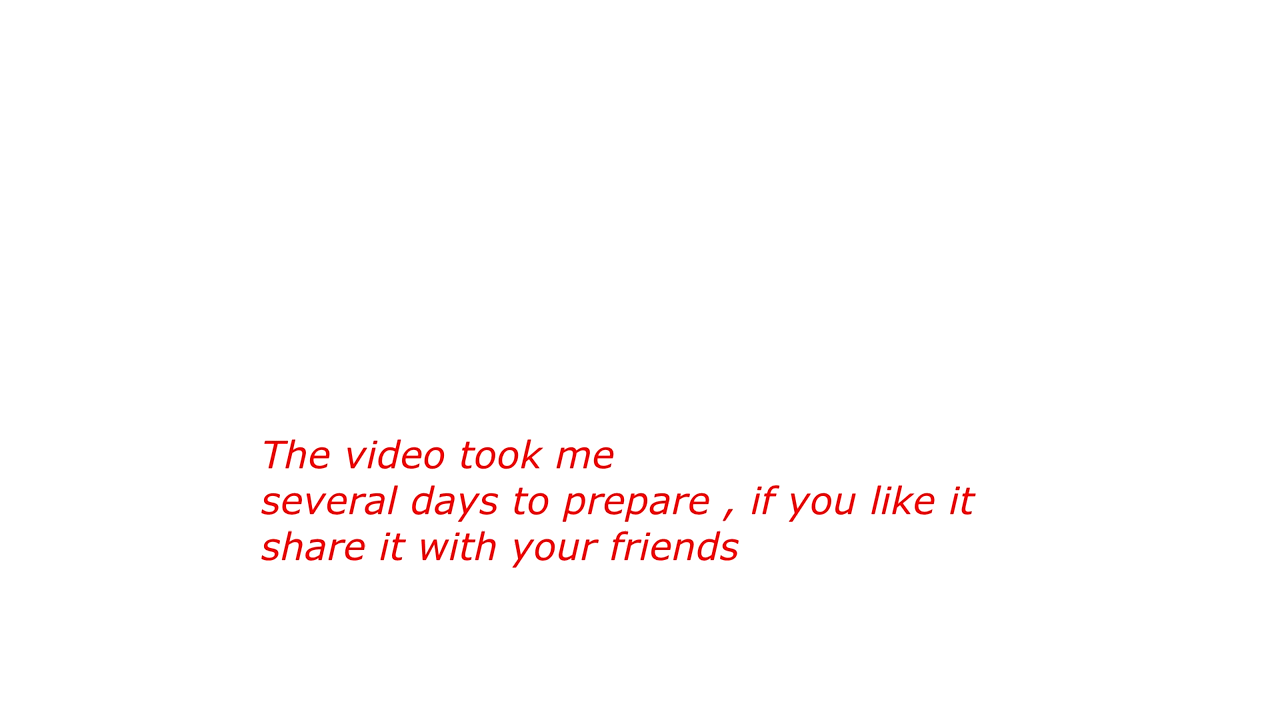 The video took me
several days to prepare , if you like it
share it with your friends